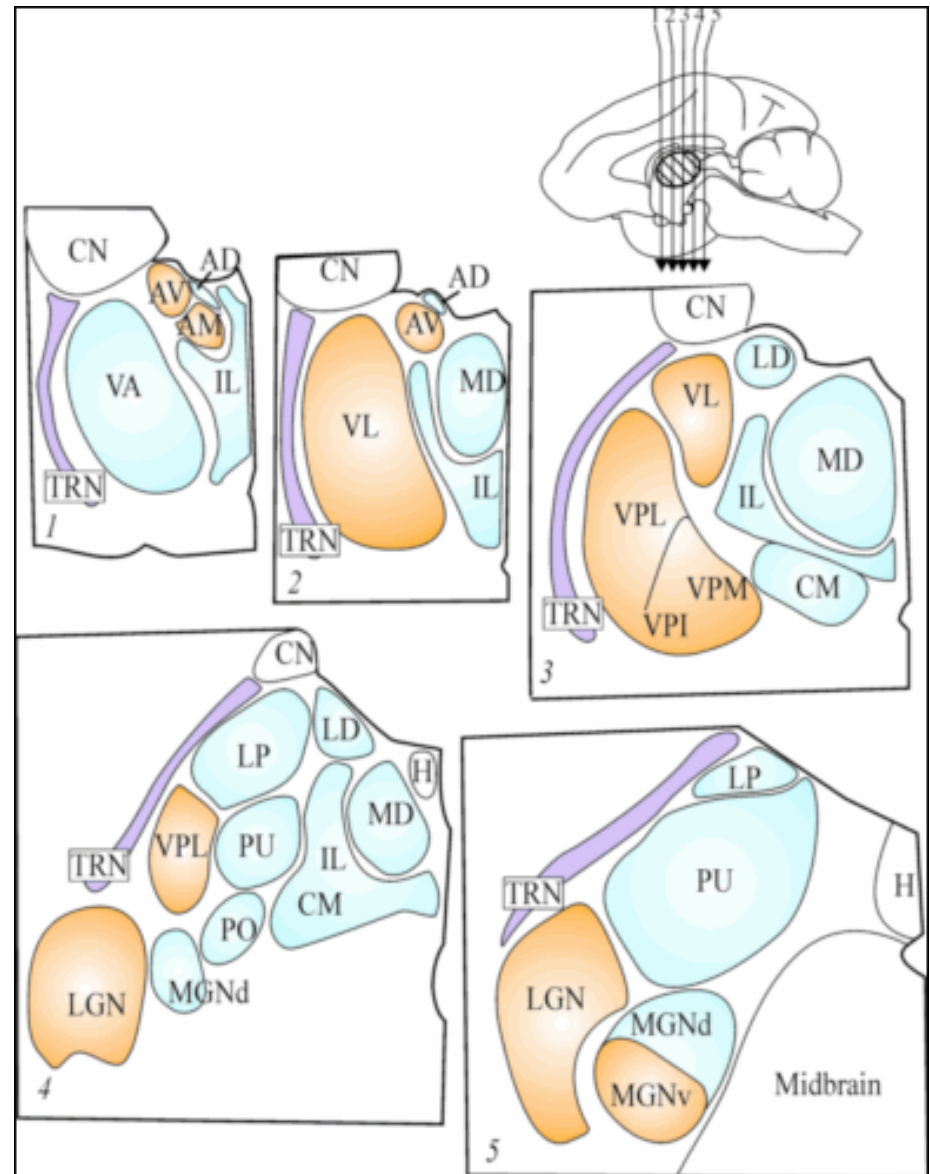 1 2 3 4 5
CN
AD
AV
AM
VA
IL
TRN
1
CN
AD
AV
MD
VL
IL
TRN
2
CN
LD
VL
MD
IL
VPL
CM
VPM
TRN
VPI
3
CN
LD
LP
H
MD
VPL
PU
IL
TRN
CM
PO
MGNd
LGN
4
LP
PU
H
TRN
LGN
MGNd
Midbrain
MGNv
5